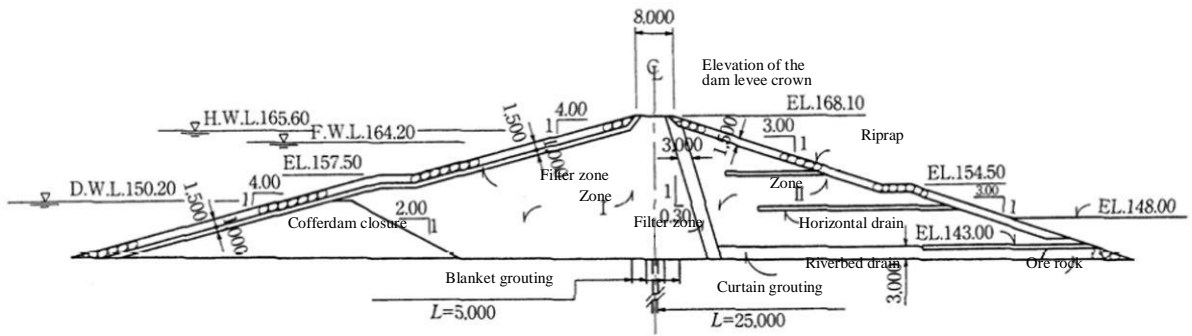 8,000
℄
Elevation of the
dam levee crown
EL.168.10
H.W.L.165.60
F.W.L.164.20
1,500
1
4.00
3,000
1,500
3.00
1
Riprap
EL.157.50
Filter zone
Zone
I
Zone
II
EL.154.50
D.W.L.150.20
1,500
4.00
1
Cofferdam closure
2.00
1
1
0.30
Filter zone
Horizontal drain
3.00
1
EL.148.00
EL.143.00
Riverbed drain
Ore rock
3,000
Blanket grouting
Curtain grouting
L=5,000
L=25,000